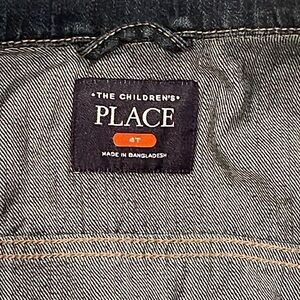 "THE CHILDREN'S"
PLACE
4T
MADE IN BANGLADESH